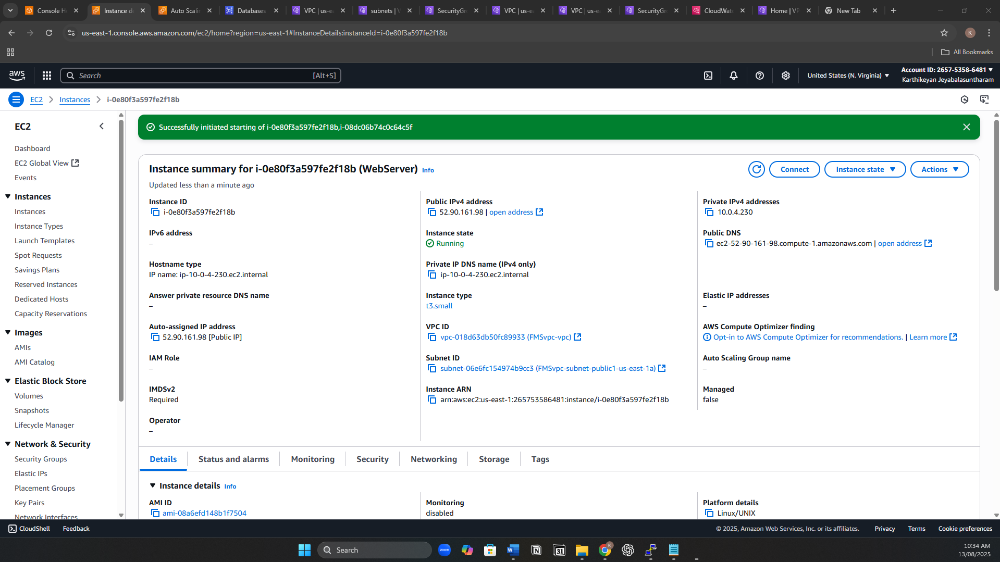 Console H
Instance de
Auto Scalin
Databases
VPC | us-ea
subnets | V
SecurityGro
VPC | us-ea
VPC | us-ea
SecurityGro
CloudWatc
Home | VP
New Tab
us-east-1.console.aws.amazon.com/ec2/home?region=us-east-1#InstanceDetails:instanceId=i-0e80f3a597fe2f18b
K
All Bookmarks
aws
Search
[Alt+S]
United States (N. Virginia)
Account ID: 2657-5358-6481
Karthikeyan Jeyabalasuntharam
EC2
Instances
i-0e80f3a597fe2f18b
EC2
Dashboard
EC2 Global View
Events
Instances
Instances
Instance Types
Launch Templates
Spot Requests
Savings Plans
Reserved Instances
Dedicated Hosts
Capacity Reservations
Images
AMIs
AMI Catalog
Elastic Block Store
Volumes
Snapshots
Lifecycle Manager
Network & Security
Security Groups
Elastic IPs
Placement Groups
Key Pairs
Network Interfaces
Successfully initiated starting of i-0e80f3a597fe2f18b,i-08dc06b74c0c64c5f
Instance summary for i-0e80f3a597fe2f18b (WebServer) Info
Updated less than a minute ago
Connect
Instance state
Actions
Instance ID
i-0e80f3a597fe2f18b
Public IPv4 address
52.90.161.98 | open address
Private IPv4 addresses
10.0.4.230
IPv6 address
–
Instance state
Running
Public DNS
ec2-52-90-161-98.compute-1.amazonaws.com | open address
Hostname type
IP name: ip-10-0-4-230.ec2.internal
Private IP DNS name (IPv4 only)
ip-10-0-4-230.ec2.internal
Answer private resource DNS name
–
Instance type
t3.small
Elastic IP addresses
–
Auto-assigned IP address
52.90.161.98 [Public IP]
VPC ID
vpc-018d63db50fc89933 (FMSvpc-vpc)
AWS Compute Optimizer finding
Opt-in to AWS Compute Optimizer for recommendations. | Learn more
IAM Role
–
Subnet ID
subnet-06e6fc154974b9cc3 (FMSvpc-subnet-public1-us-east-1a)
Auto Scaling Group name
–
IMDSv2
Required
Instance ARN
arn:aws:ec2:us-east-1:265753586481:instance/i-0e80f3a597fe2f18b
Managed
false
Operator
–
Details
Status and alarms
Monitoring
Security
Networking
Storage
Tags
Instance details Info
AMI ID
ami-08a6efd148b1f7504
Monitoring
disabled
Platform details
Linux/UNIX
CloudShell
Feedback
© 2025, Amazon Web Services, Inc. or its affiliates.
Privacy
Terms
Cookie preferences
Search
zoom
W
N
31
K
10:34 AM
13/08/2025